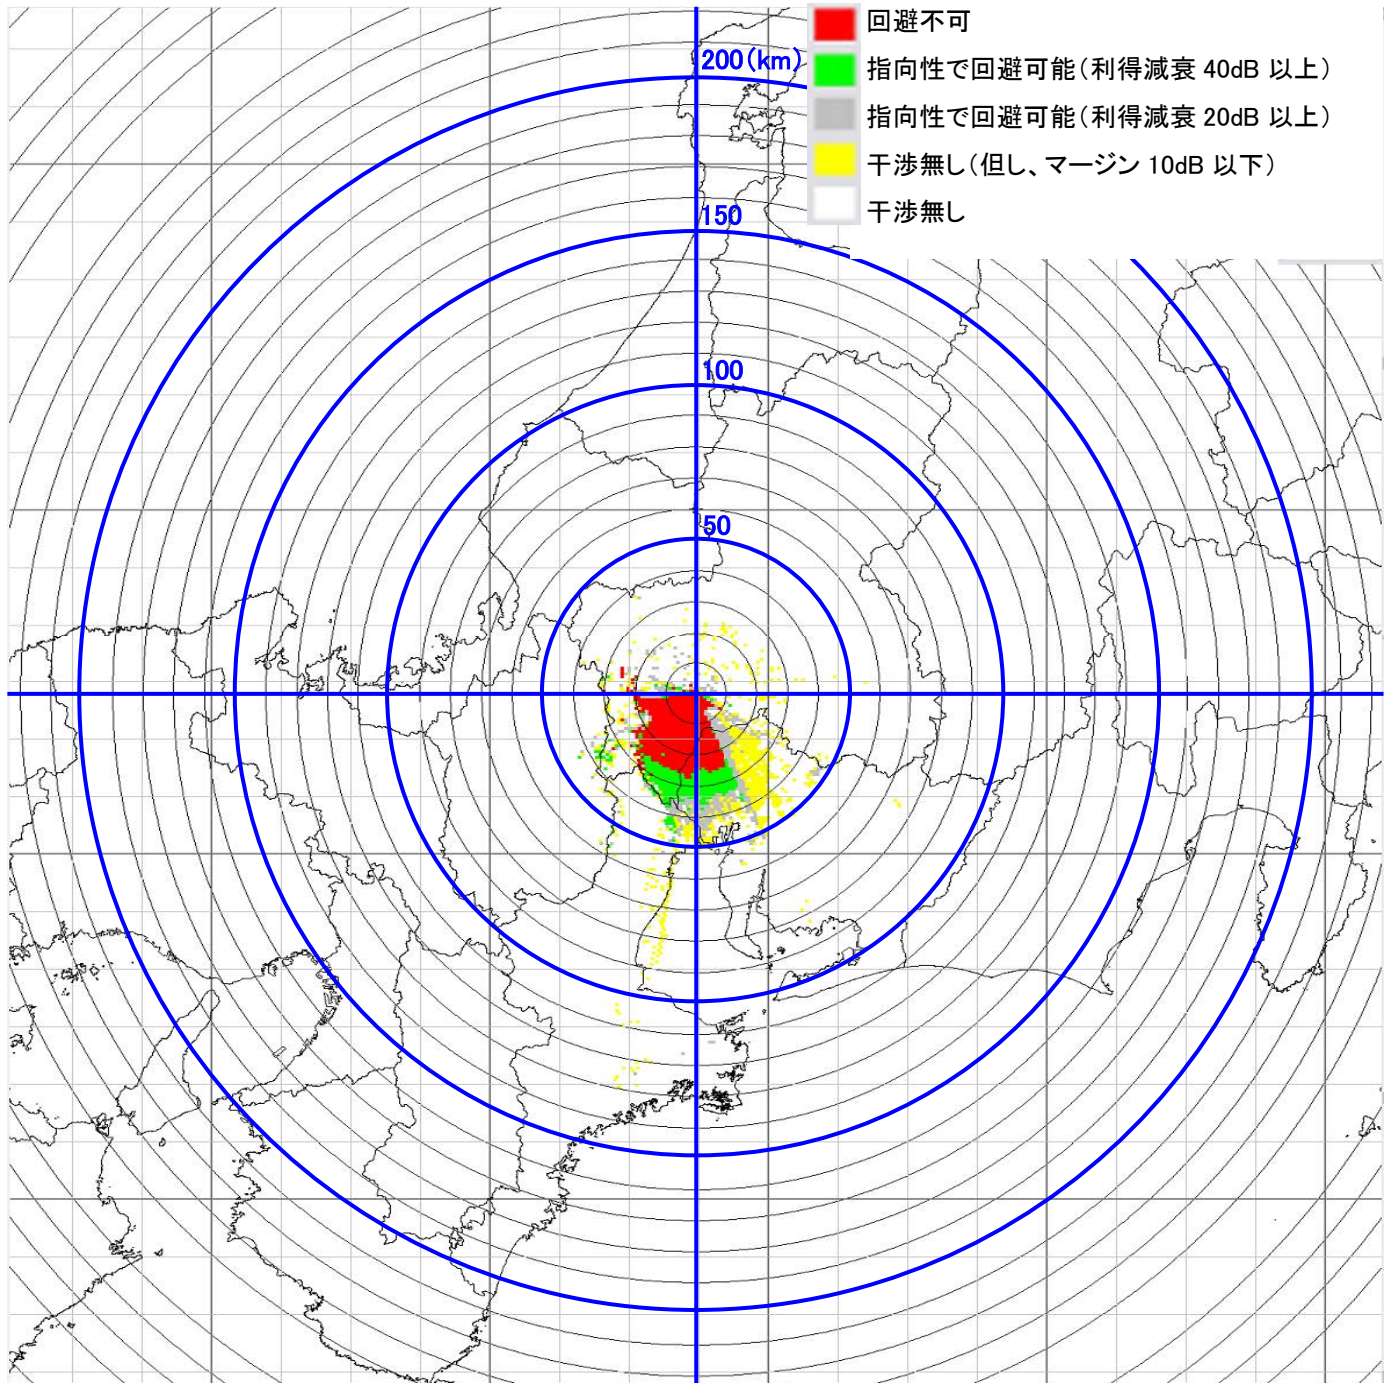 回避不可
200(km)
指向性で回避可能(利得減衰 40dB 以上)
指向性で回避可能(利得減衰 20dB 以上)
干渉無し(但し、マージン 10dB 以下)
干渉無し
150
100
50